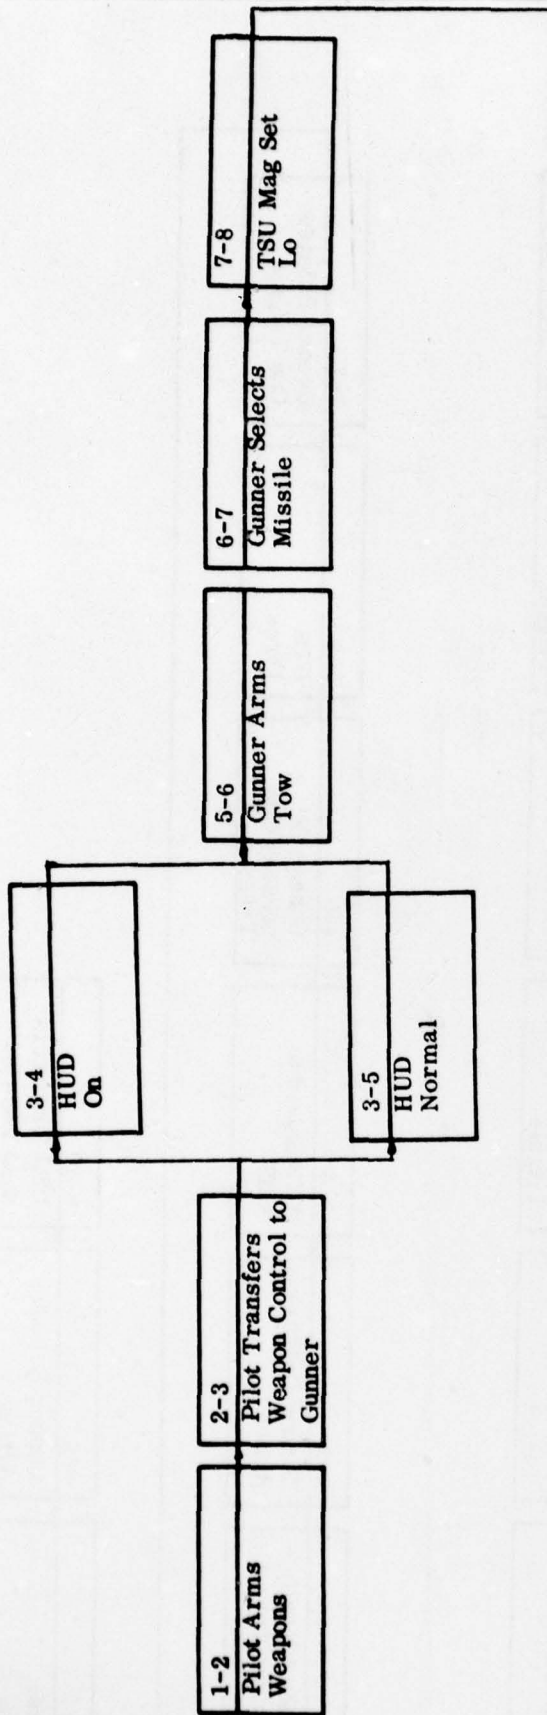 1-2
Pilot Arms
Weapons
2-3
Pilot Transfers
Weapon Control to
Gunner
3-4
HUD
On
3-5
HUD
Normal
5-6
Gunner Arms
Tow
6-7
Gunner Selects
Missile
7-8
TSU Mag Set
Lo